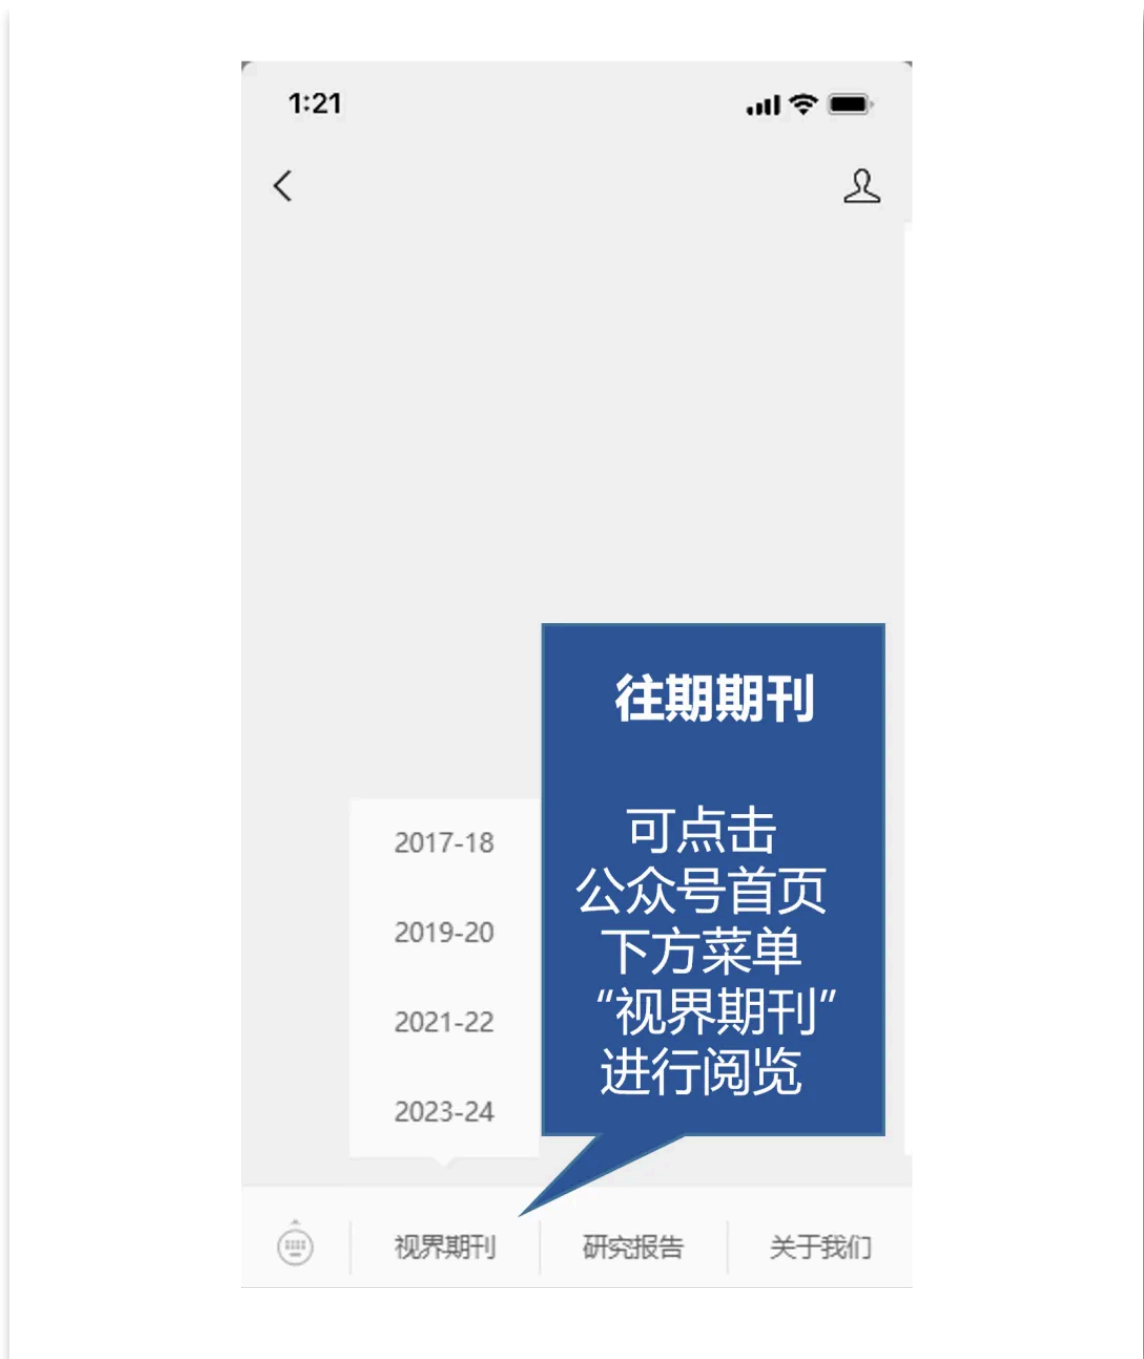 1:21
往期期刊
可点击
公众号首页
下方菜单
“视界期刊”
进行阅览
2017-18
2019-20
2021-22
2023-24
视界期刊
研究报告
关于我们